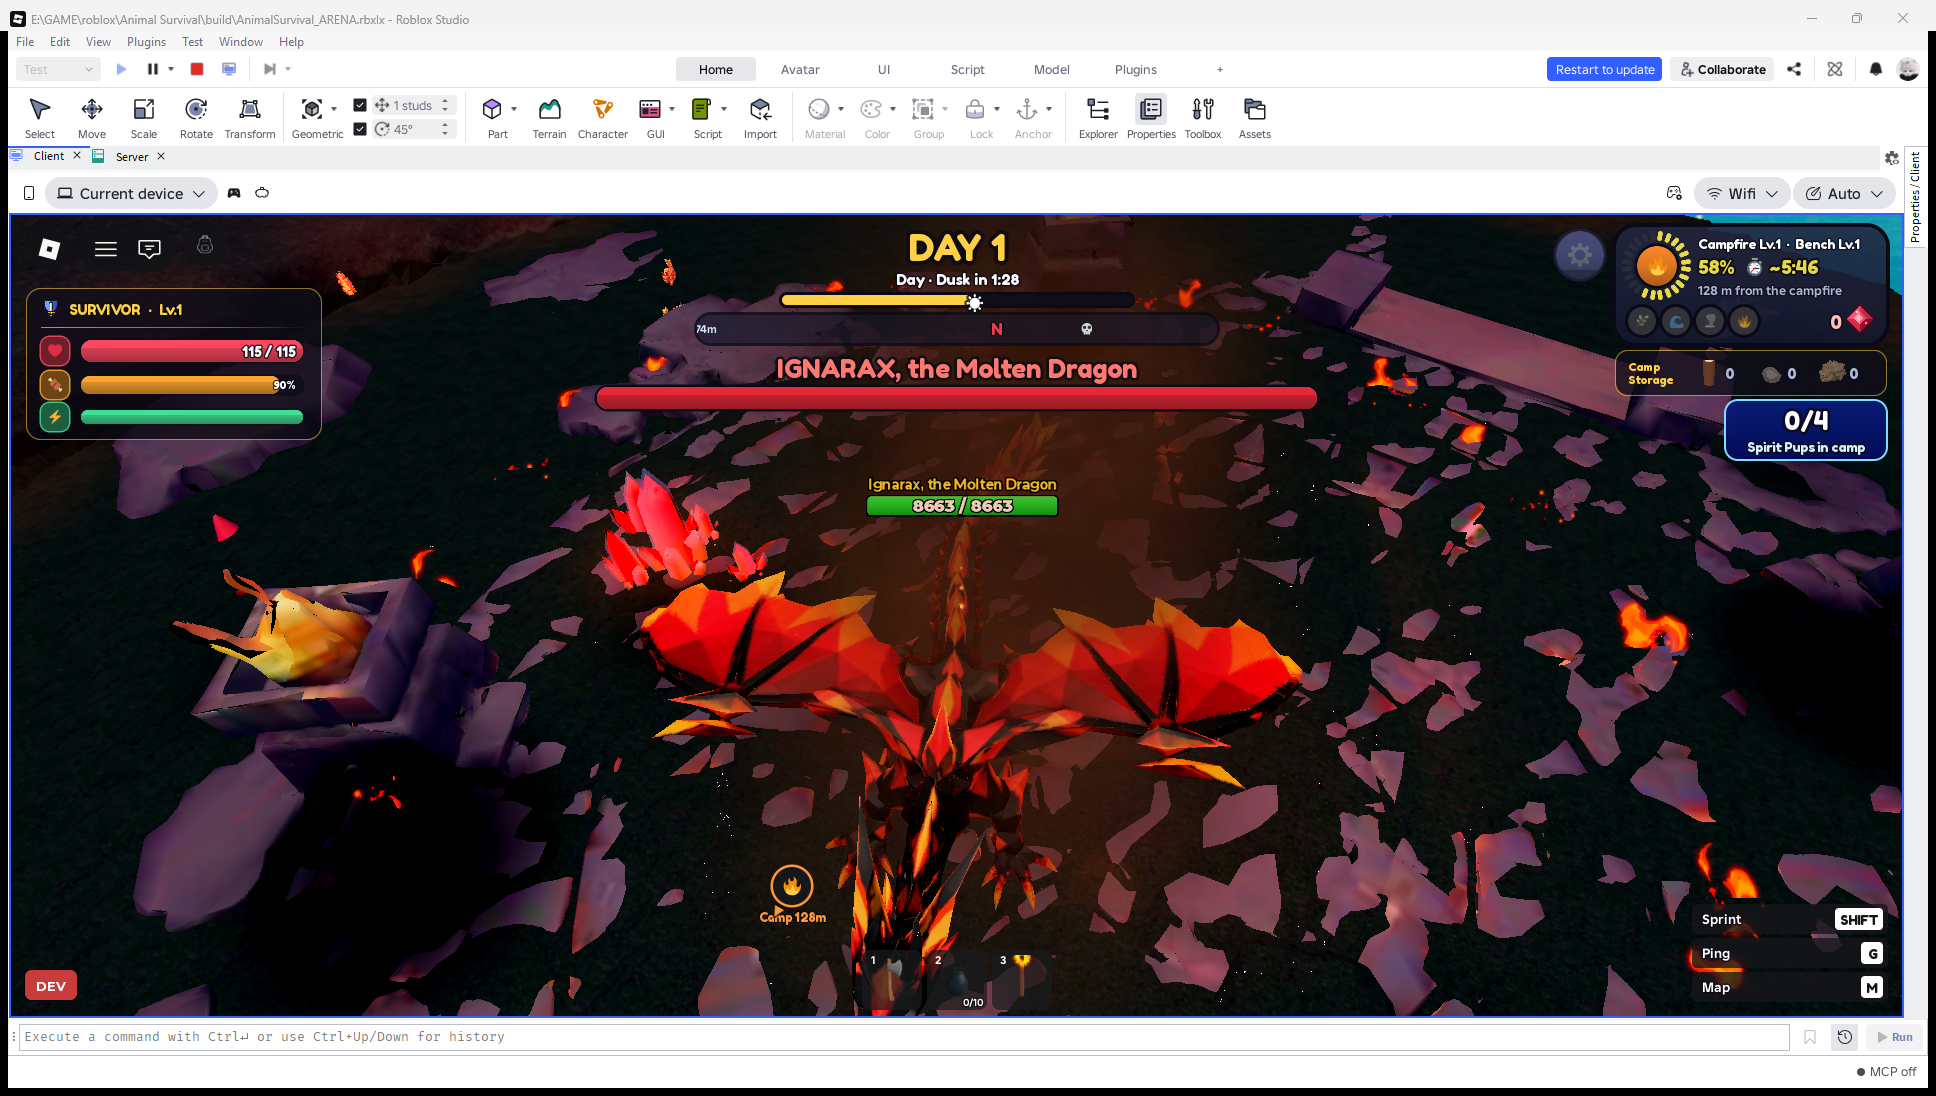 E:\GAME\roblox\Animal Survival\build\AnimalSurvival_ARENA.rbxlx - Roblox Studio
File Edit View Plugins Test Window Help
Test
Home Avatar UI Script Model Plugins +
Restart to update
Collaborate
Select Move Scale Rotate Transform Geometric
1 studs
45°
Part Terrain Character GUI Script Import Material Color Group Lock Anchor Explorer Properties Toolbox Assets
Client
Server
Properties / Client
Current device
Wifi
Auto
DAY 1
Day · Dusk in 1:28
74m
N
IGNARAX, the Molten Dragon
SURVIVOR · Lv.1
115 / 115
90%
Campfire Lv.1 · Bench Lv.1
58% ~5:46
128 m from the campfire
0
Camp Storage
0 0 0
0/4
Spirit Pups in camp
Ignarax, the Molten Dragon
8663 / 8663
Camp 128m
1 2 3
0/10
Sprint SHIFT
Ping G
Map M
DEV
Execute a command with Ctrl↵ or use Ctrl+Up/Down for history
Run
MCP off